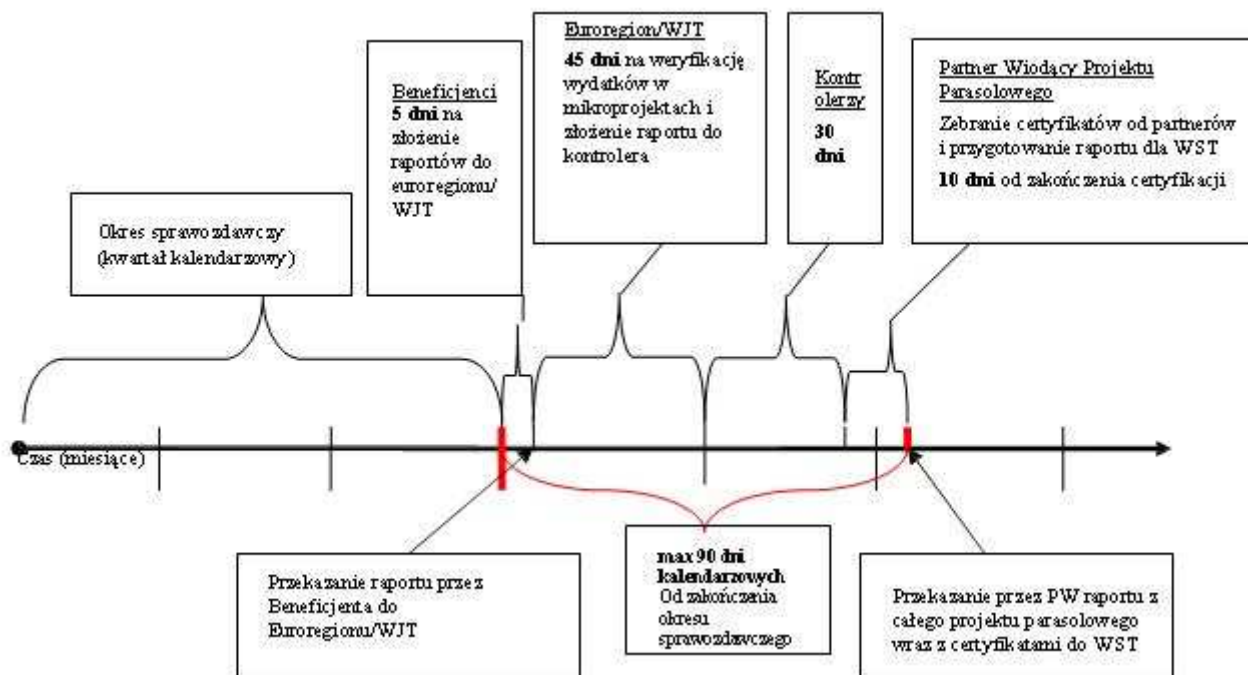 Okres sprawozdawczy
(kwartał kalendarzowy)
Beneficjenci
5 dni na
złożenie
raportów do
euroregionu/
WJT
Euroregion/WJT
45 dni na weryfikację
wydatków w
mikroprojektach i
złożenie raportu do
kontrolera
Kontr
olerzy
30
dni
Partner Wiodący Projektu
Parasolowego
Zebranie certyfikatów od partnerów
i przygotowanie raportu dla WST
10 dni od zakończenia certyfikacji
Czas (miesiące)
Przekazanie raportu przez
Beneficjenta do
Euroregionu/WJT
max 90 dni
kalendarzowych
Od zakończenia
okresu
sprawozdawczego
Przekazanie przez PW raportu z
całego projektu parasolowego
wraz z certyfikatami do WST